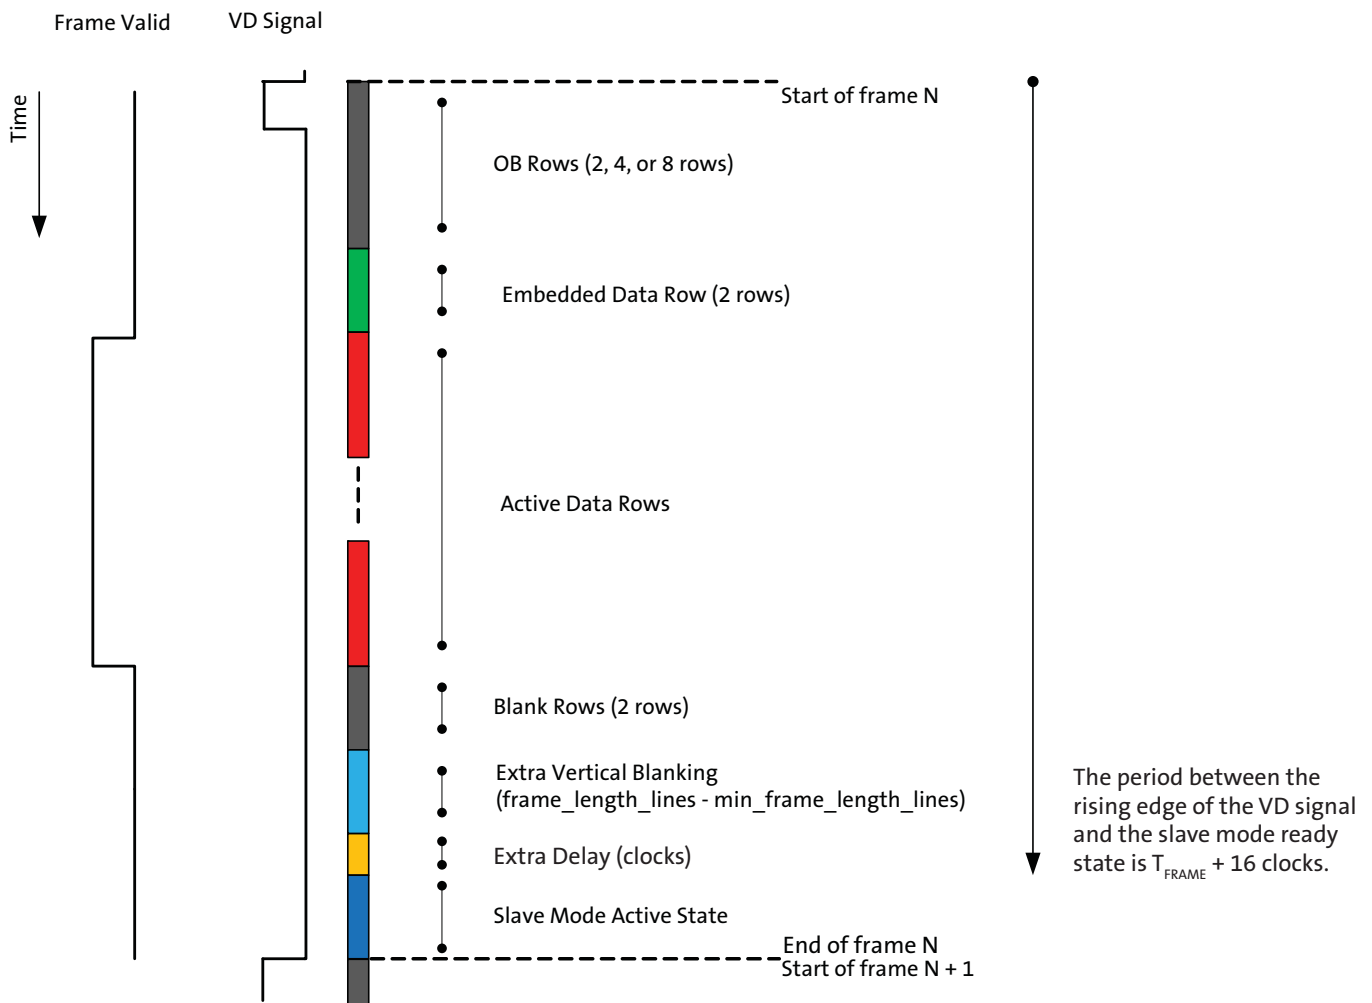 Frame Valid
VD Signal
Time
Start of frame N
OB Rows (2, 4, or 8 rows)
Embedded Data Row (2 rows)
Active Data Rows
Blank Rows (2 rows)
Extra Vertical Blanking
(frame_length_lines - min_frame_length_lines)
Extra Delay (clocks)
Slave Mode Active State
End of frame N
Start of frame N + 1
The period between the
rising edge of the VD signal
and the slave mode ready
state is T_FRAME + 16 clocks.